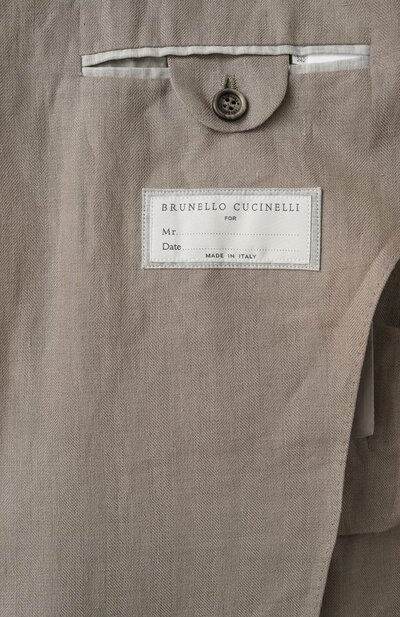 BRUNELLO CUCINELLI
FOR
Mr.
Date
MADE IN ITALY